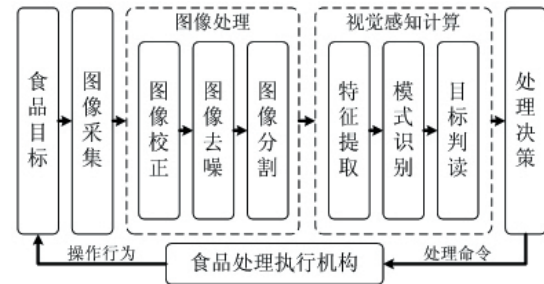 图像处理
视觉感知计算
食品目标
图像采集
图像校正
图像去噪
图像分割
特征提取
模式识别
目标判读
处理决策
操作行为
食品处理执行机构
处理命令